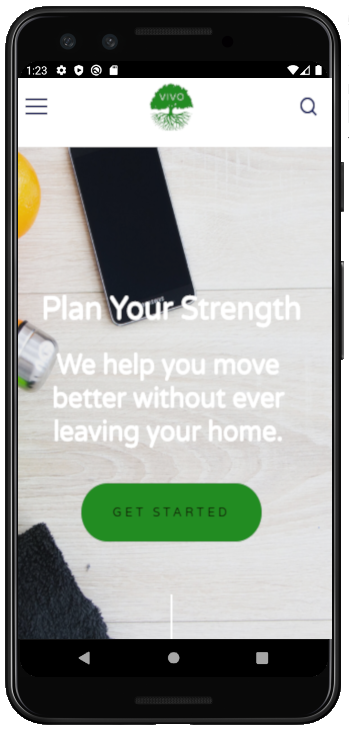 1:23
VIVO
Plan Your Strength
We help you move
better without ever
leaving your home.
GET STARTED